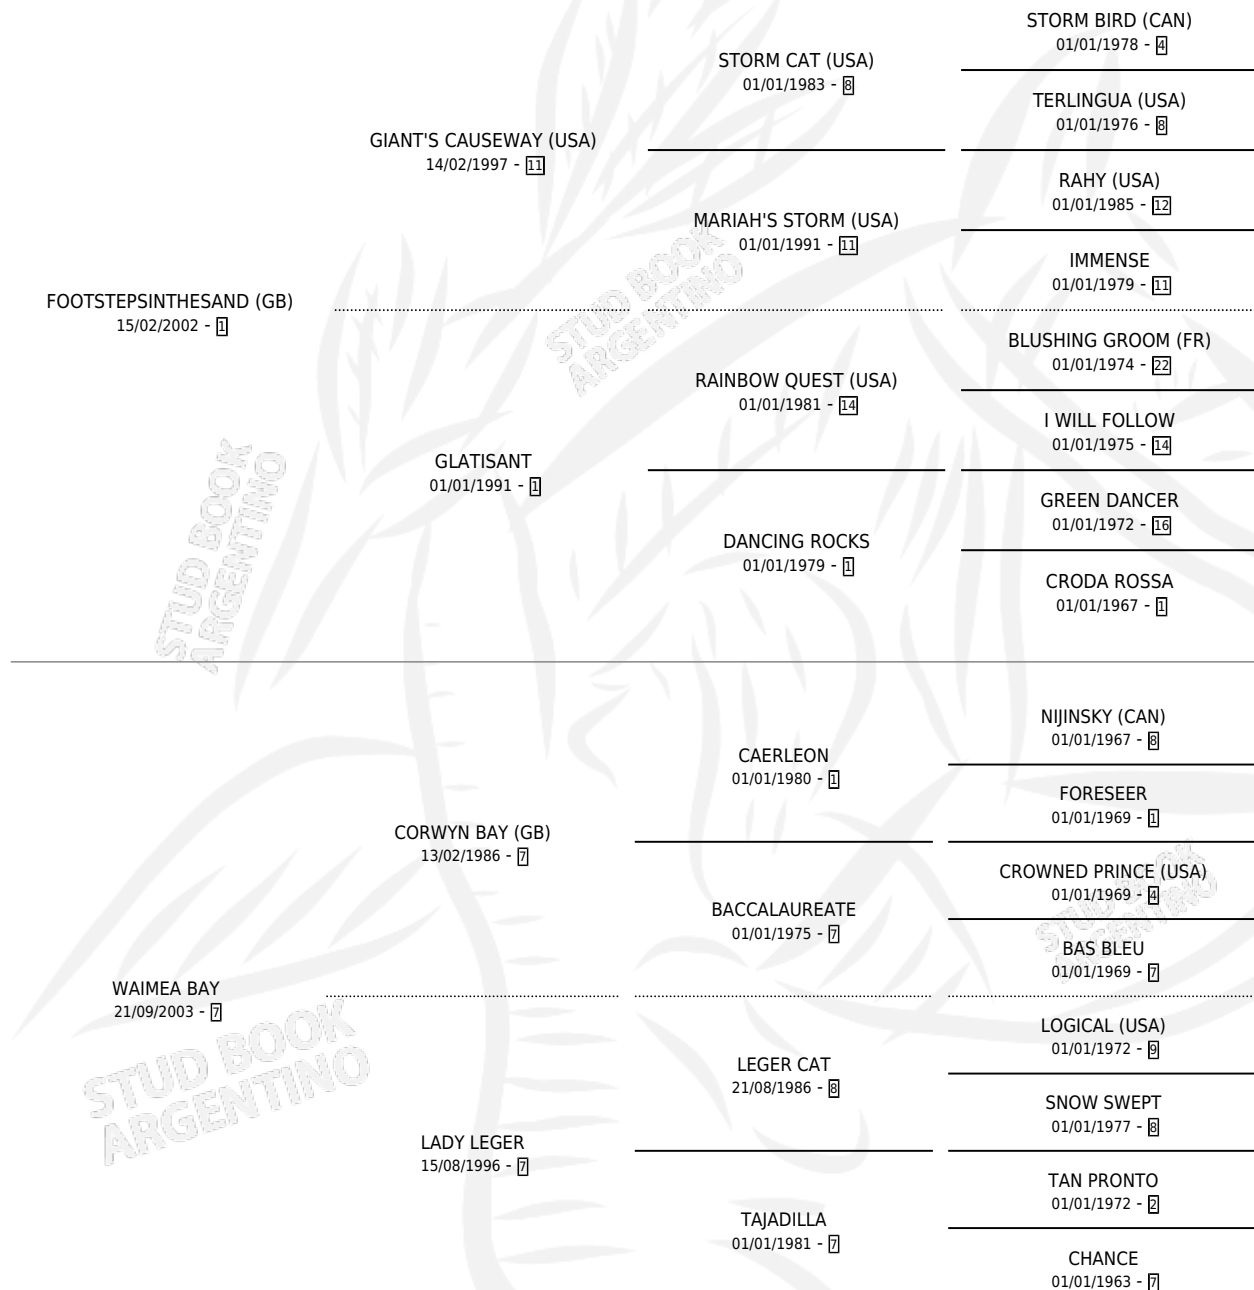 STORM BIRD (CAN)
01/01/1978 - 4
STORM CAT (USA)
01/01/1983 - 8
TERLINGUA (USA)
01/01/1976 - 8
GIANT'S CAUSEWAY (USA)
14/02/1997 - 11
RAHY (USA)
01/01/1985 - 12
MARIAH'S STORM (USA)
01/01/1991 - 11
IMMENSE
01/01/1979 - 11
FOOTSTEPSINTHESAND (GB)
15/02/2002 - 1
STUD BOOK
ARGENTINO
BLUSHING GROOM (FR)
01/01/1974 - 22
RAINBOW QUEST (USA)
01/01/1981 - 14
I WILL FOLLOW
01/01/1975 - 14
GLATISANT
01/01/1991 - 1
GREEN DANCER
01/01/1972 - 16
DANCING ROCKS
01/01/1979 - 1
CRODA ROSSA
01/01/1967 - 1
STUD BOOK
ARGENTINO
NIJINSKY (CAN)
01/01/1967 - 8
CAERLEON
01/01/1980 - 1
FORESEER
01/01/1969 - 1
CORWYN BAY (GB)
13/02/1986 - 7
CROWNED PRINCE (USA)
01/01/1969 - 4
BACCALAUREATE
01/01/1975 - 7
STUD BOOK
ARGENTINO
BAS BLEU
01/01/1969 - 7
WAIMEA BAY
21/09/2003 - 7
STUD BOOK
ARGENTINO
LOGICAL (USA)
01/01/1972 - 9
LEGER CAT
21/08/1986 - 8
SNOW SWEPT
01/01/1977 - 8
LADY LEGER
15/08/1996 - 7
TAN PRONTO
01/01/1972 - 2
TAJADILLA
01/01/1981 - 7
CHANCE
01/01/1963 - 7